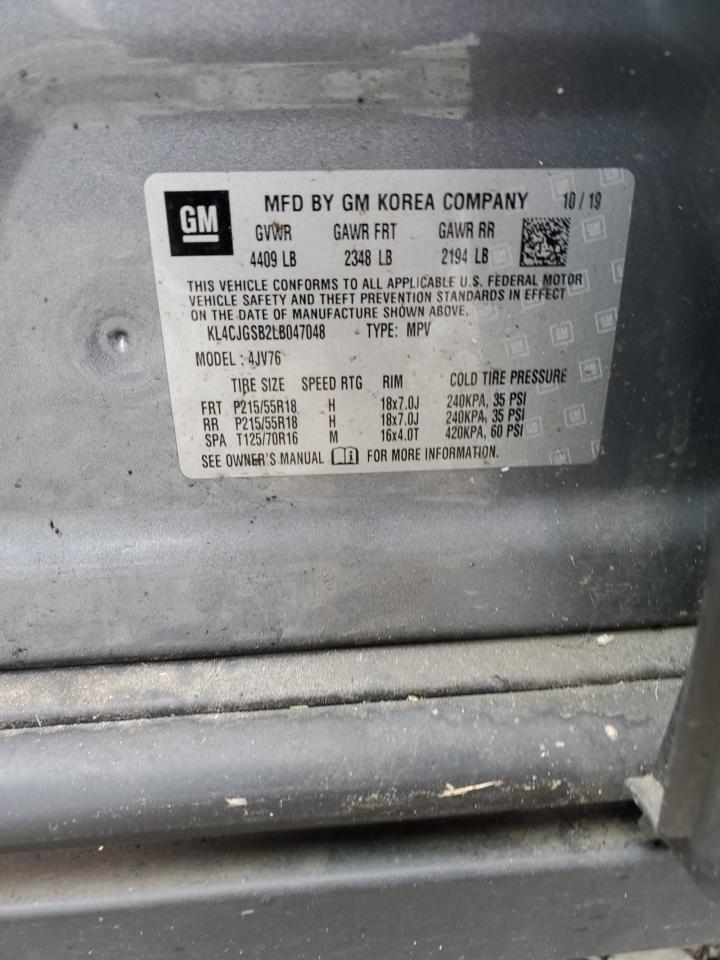 GM MFD BY GM KOREA COMPANY 10/19
GVWR GAWR FRT GAWR RR
4409 LB 2348 LB 2194 LB
THIS VEHICLE CONFORMS TO ALL APPLICABLE U.S. FEDERAL MOTOR
VEHICLE SAFETY AND THEFT PREVENTION STANDARDS IN EFFECT
ON THE DATE OF MANUFACTURE SHOWN ABOVE.
KL4CJGSB2LB047048 TYPE: MPV
MODEL: 4JV76
TIRE SIZE SPEED RTG RIM COLD TIRE PRESSURE
FRT P215/55R18 H 18x7.0J 240KPA, 35 PSI
RR P215/55R18 H 18x7.0J 240KPA, 35 PSI
SPA T125/70R16 M 16x4.0T 420KPA, 60 PSI
SEE OWNER'S MANUAL FOR MORE INFORMATION.